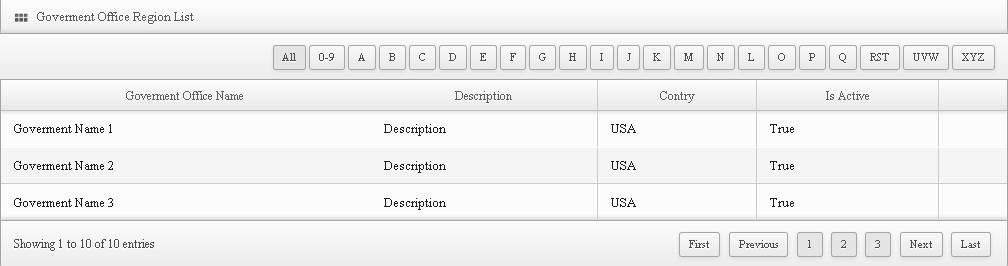 Goverment Office Region List
All 0-9 A B C D E F G H I J K M N L O P Q RST UVW XYZ
Goverment Office Name Description Contry Is Active
Goverment Name 1 Description USA True
Goverment Name 2 Description USA True
Goverment Name 3 Description USA True
Showing 1 to 10 of 10 entries First Previous 1 2 3 Next Last